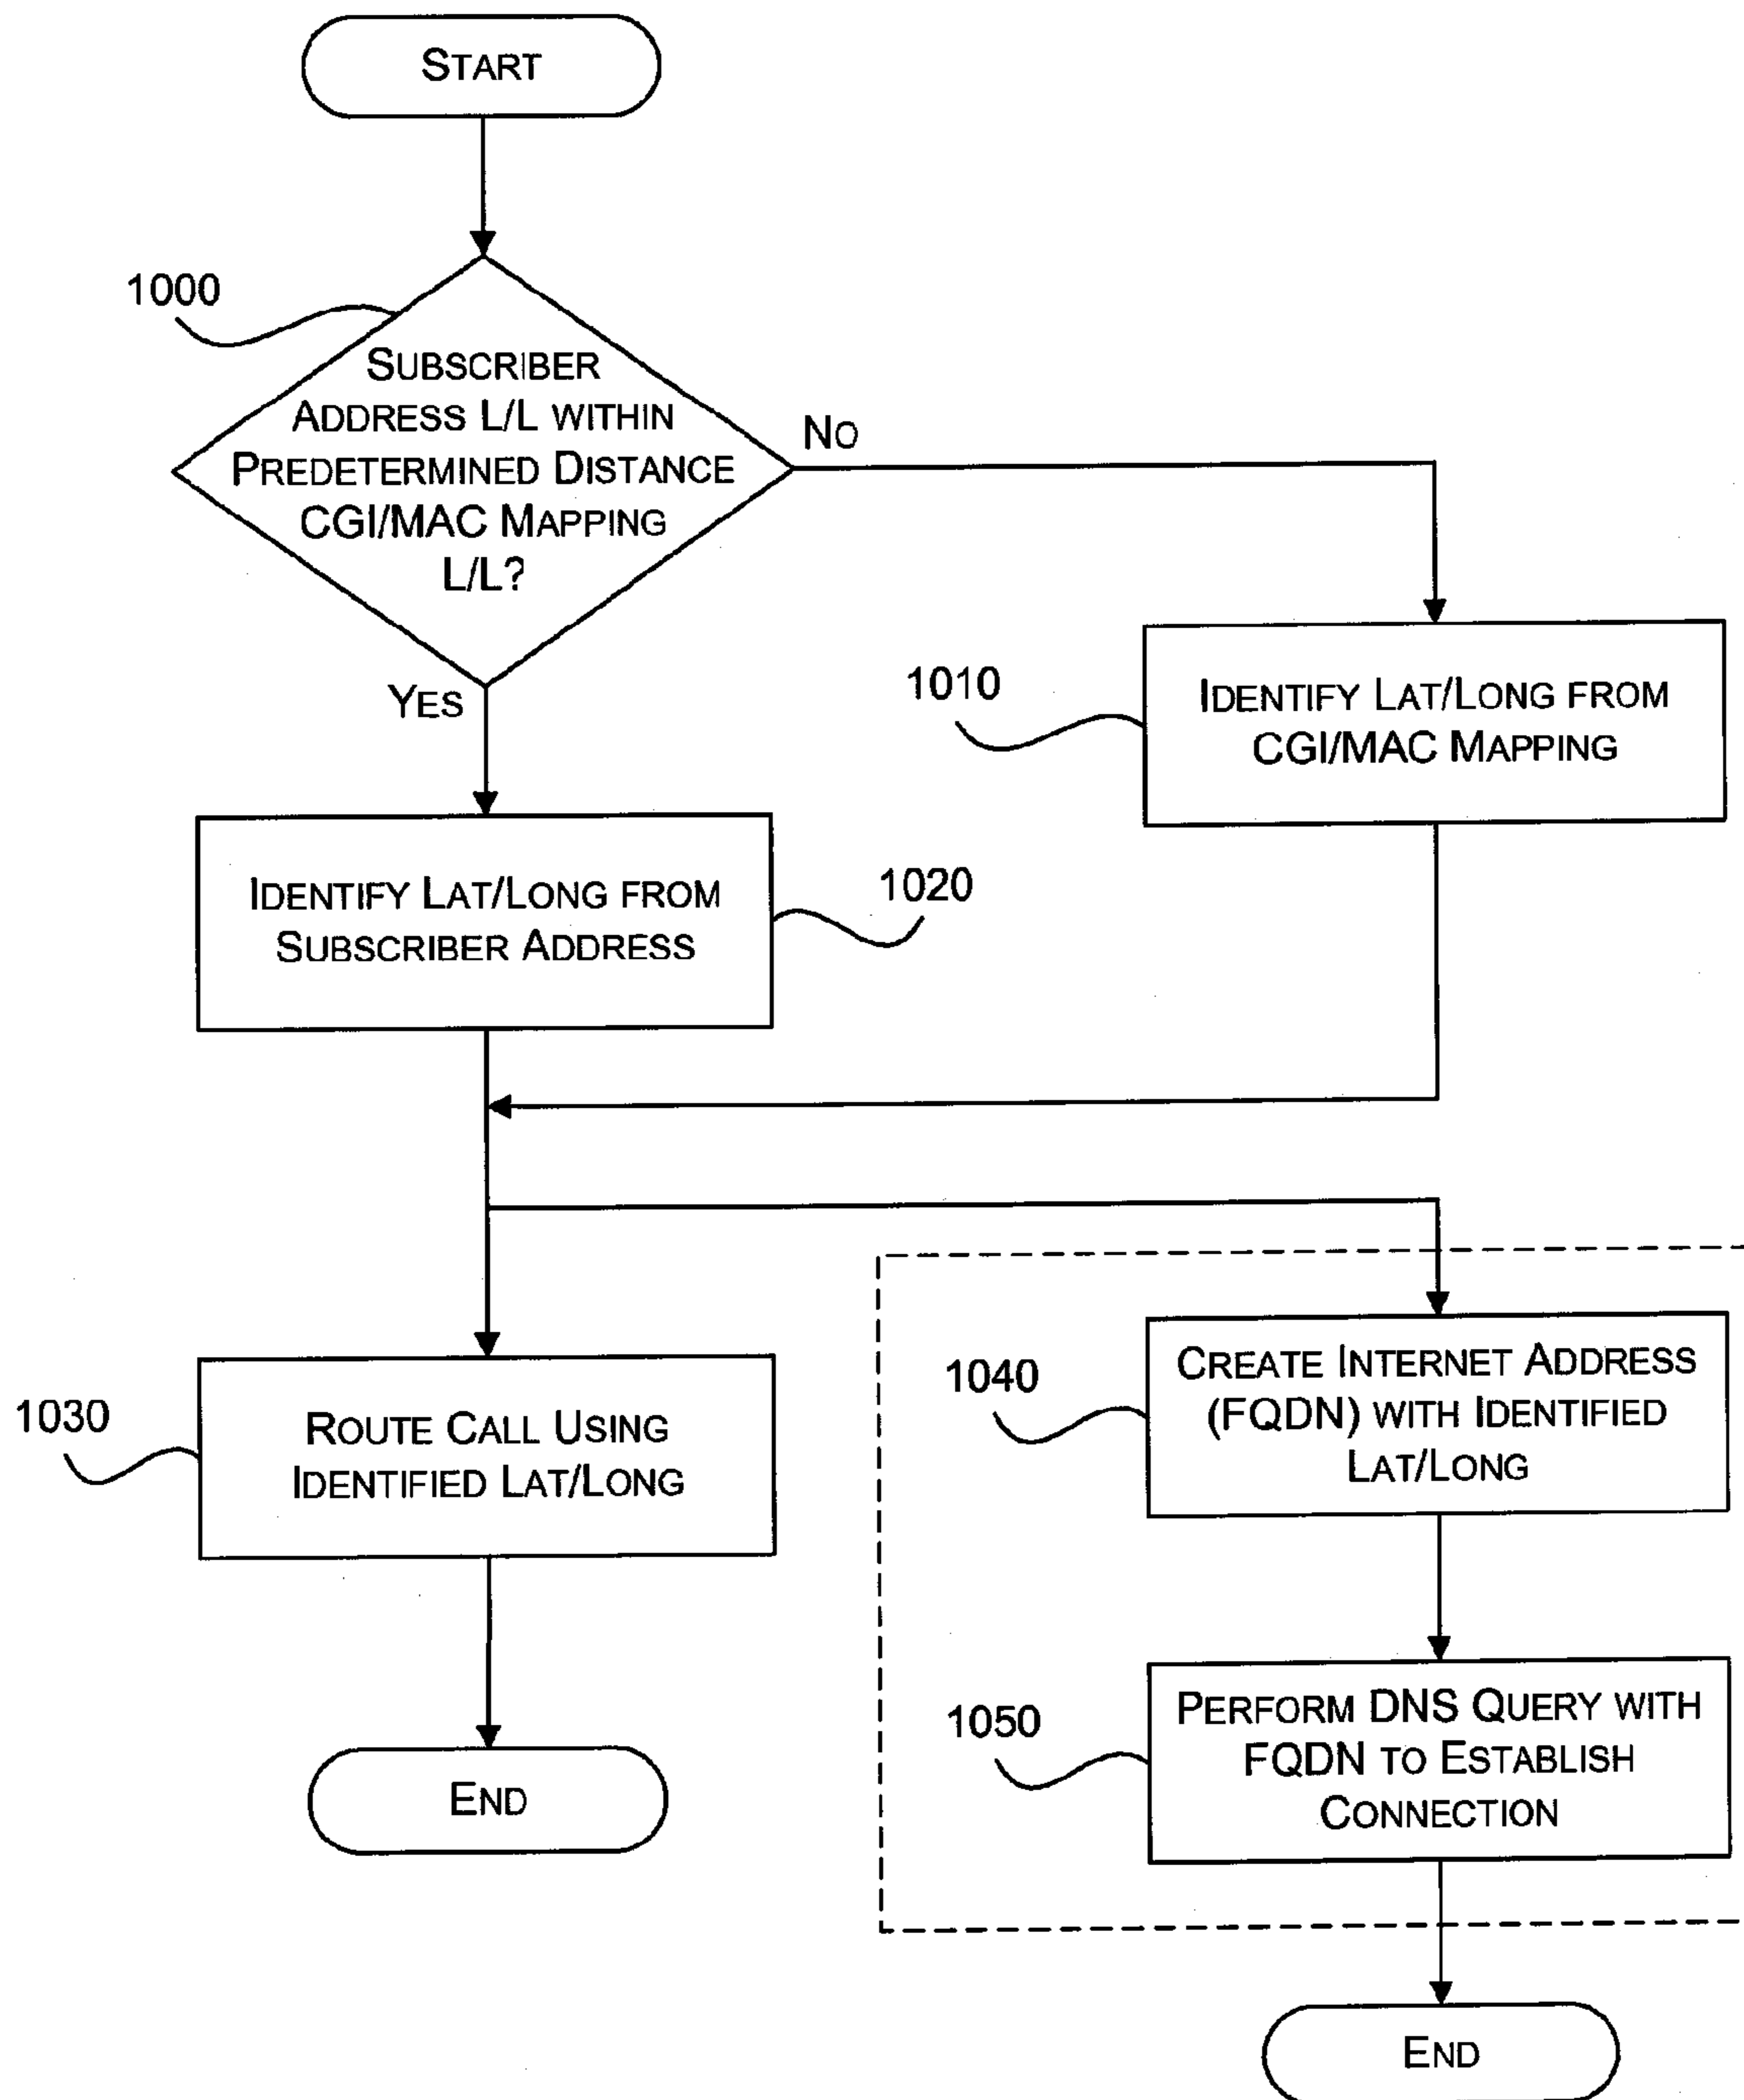 START
1000
SUBSCRIBER
ADDRESS L/L WITHIN
PREDETERMINED DISTANCE
CGI/MAC MAPPING
L/L?
NO
YES
1010
IDENTIFY LAT/LONG FROM
CGI/MAC MAPPING
IDENTIFY LAT/LONG FROM
SUBSCRIBER ADDRESS
1020
1030
ROUTE CALL USING
IDENTIFIED LAT/LONG
END
1040
CREATE INTERNET ADDRESS
(FQDN) WITH IDENTIFIED
LAT/LONG
1050
PERFORM DNS QUERY WITH
FQDN TO ESTABLISH
CONNECTION
END